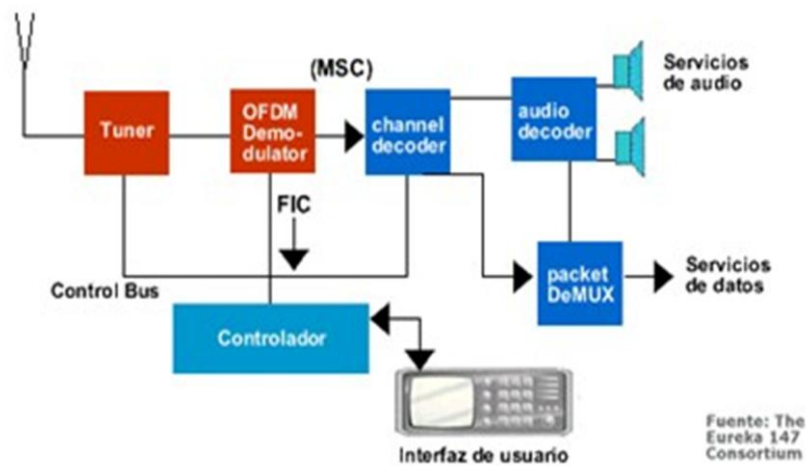 (MSC)
Tuner
OFDM
Demo-
dulator
channel
decoder
audio
decoder
Servicios
de audio
FIC
Control Bus
packet
DeMUX
Servicios
de datos
Controlador
Interfaz de usuario
Fuente: The
Eureka 147
Consortium